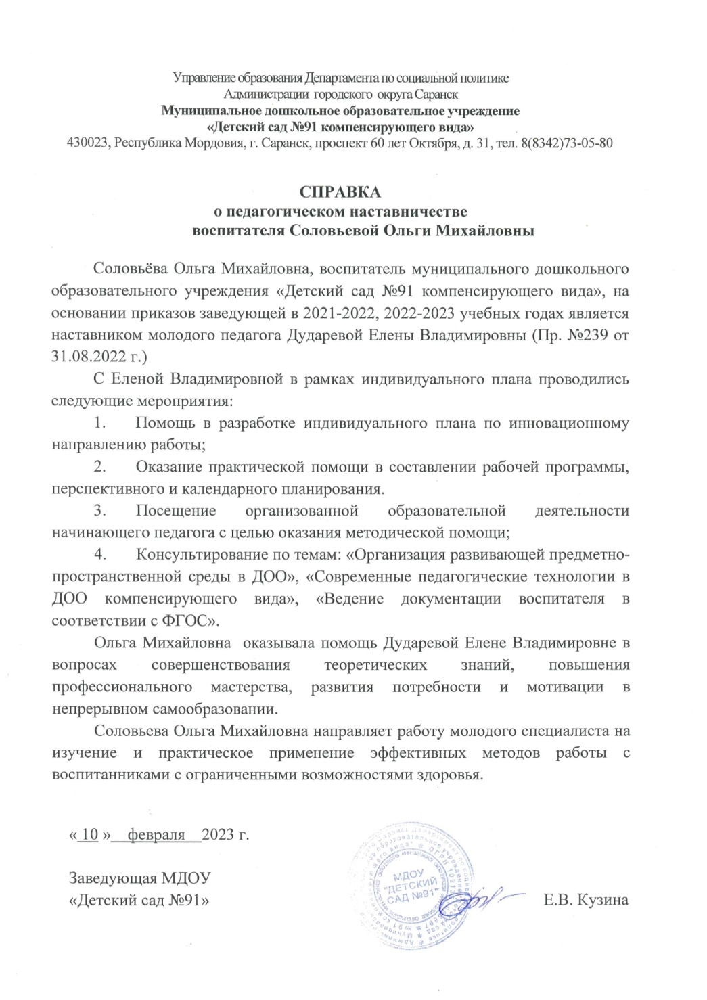 Управление образования Департамента по социальной политике
Администрации городского округа Саранск
Муниципальное дошкольное образовательное учреждение
«Детский сад №91 компенсирующего вида»
430023, Республика Мордовия, г. Саранск, проспект 60 лет Октября, д. 31, тел. 8(8342)73-05-80
СПРАВКА
о педагогическом наставничестве
воспитателя Соловьевой Ольги Михайловны
Соловьёва Ольга Михайловна, воспитатель муниципального дошкольного
образовательного учреждения «Детский сад №91 компенсирующего вида», на
основании приказов заведующей в 2021-2022, 2022-2023 учебных годах является
наставником молодого педагога Дударевой Елены Владимировны (Пр. №239 от
31.08.2022 г.)
С Еленой Владимировной в рамках индивидуального плана проводились
следующие мероприятия:
1. Помощь в разработке индивидуального плана по инновационному
направлению работы;
2. Оказание практической помощи в составлении рабочей программы,
перспективного и календарного планирования.
3. Посещение организованной образовательной деятельности
начинающего педагога с целью оказания методической помощи;
4. Консультирование по темам: «Организация развивающей предметно-
пространственной среды в ДОО», «Современные педагогические технологии в
ДОО компенсирующего вида», «Ведение документации воспитателя в
соответствии с ФГОС».
Ольга Михайловна оказывала помощь Дударевой Елене Владимировне в
вопросах совершенствования теоретических знаний, повышения
профессионального мастерства, развития потребности и мотивации в
непрерывном самообразовании.
Соловьева Ольга Михайловна направляет работу молодого специалиста на
изучение и практическое применение эффективных методов работы с
воспитанниками с ограниченными возможностями здоровья.
« 10 » февраля 2023 г.
Заведующая МДОУ
«Детский сад №91»
Е.В. Кузина
МДОУ
"ДЕТСКИЙ
САД №91"